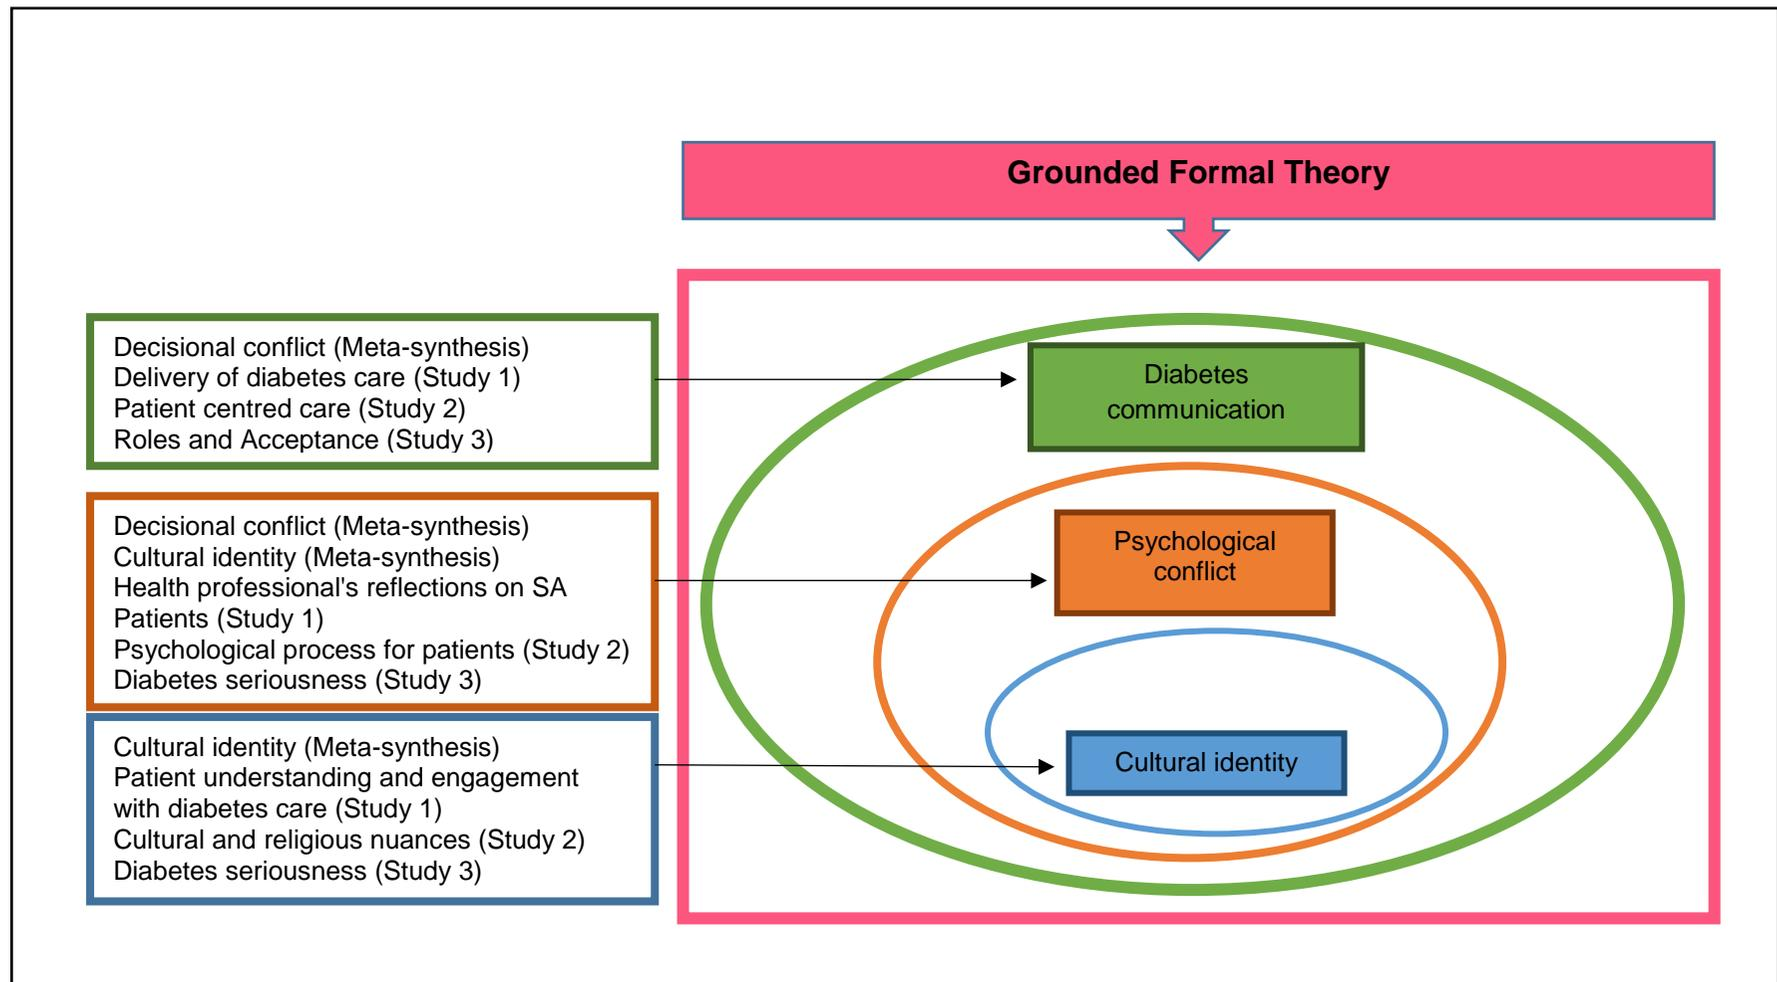 Grounded Formal Theory
Decisional conflict (Meta-synthesis)
Delivery of diabetes care (Study 1)
Patient centred care (Study 2)
Roles and Acceptance (Study 3)
Diabetes
communication
Decisional conflict (Meta-synthesis)
Cultural identity (Meta-synthesis)
Health professional's reflections on SA
Patients (Study 1)
Psychological process for patients (Study 2)
Diabetes seriousness (Study 3)
Psychological
conflict
Cultural identity (Meta-synthesis)
Patient understanding and engagement
with diabetes care (Study 1)
Cultural and religious nuances (Study 2)
Diabetes seriousness (Study 3)
Cultural identity